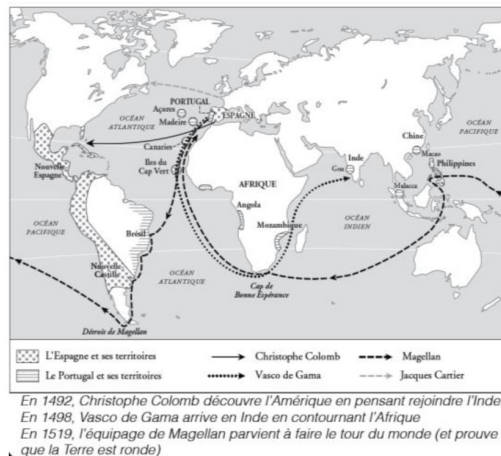 PORTUGAL
Açores
Madeire
ESPAGNE
OCÉAN
ATLANTIQUE
Canaries
Iles du
Cap Vert
Nouvelle
Espagne
Chine
Macao
Inde
Goa
Philippines
OCÉAN
PACIFIQUE
AFRIQUE
Malacca
Angola
Mozambique
OCÉAN
INDIEN
OCÉAN
PACIFIQUE
Brésil
Nouvelle
Castille
OCÉAN
ATLANTIQUE
Cap de
Bonne Espérance
Détroit de Magellan
L'Espagne et ses territoires
Christophe Colomb
Magellan
Le Portugal et ses territoires
Vasco de Gama
Jacques Cartier
En 1492, Christophe Colomb découvre l'Amérique en pensant rejoindre l'Inde
En 1498, Vasco de Gama arrive en Inde en contournant l'Afrique
En 1519, l'équipage de Magellan parvient à faire le tour du monde (et prouve
que la Terre est ronde)